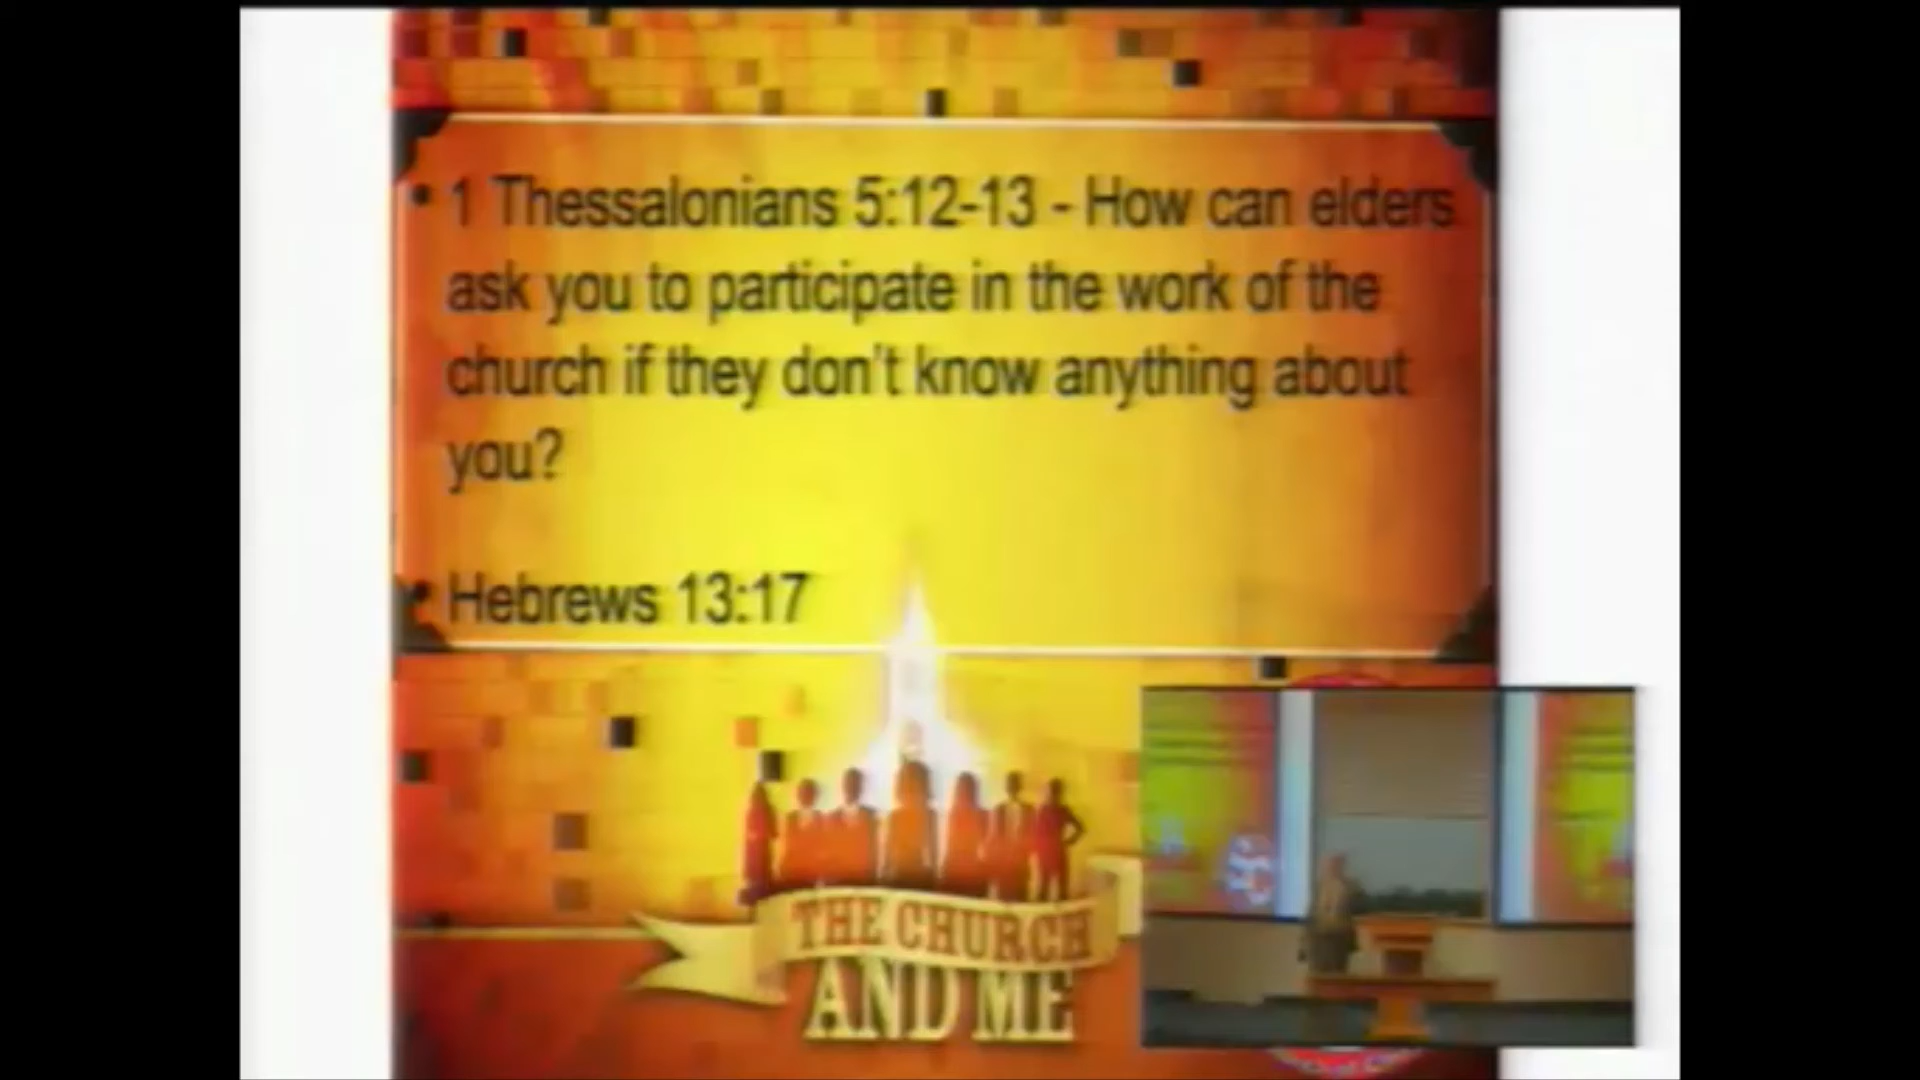 • 1 Thessalonians 5:12-13 - How can elders
ask you to participate in the work of the
church if they don't know anything about
you?
• Hebrews 13:17
THE CHURCH
AND ME